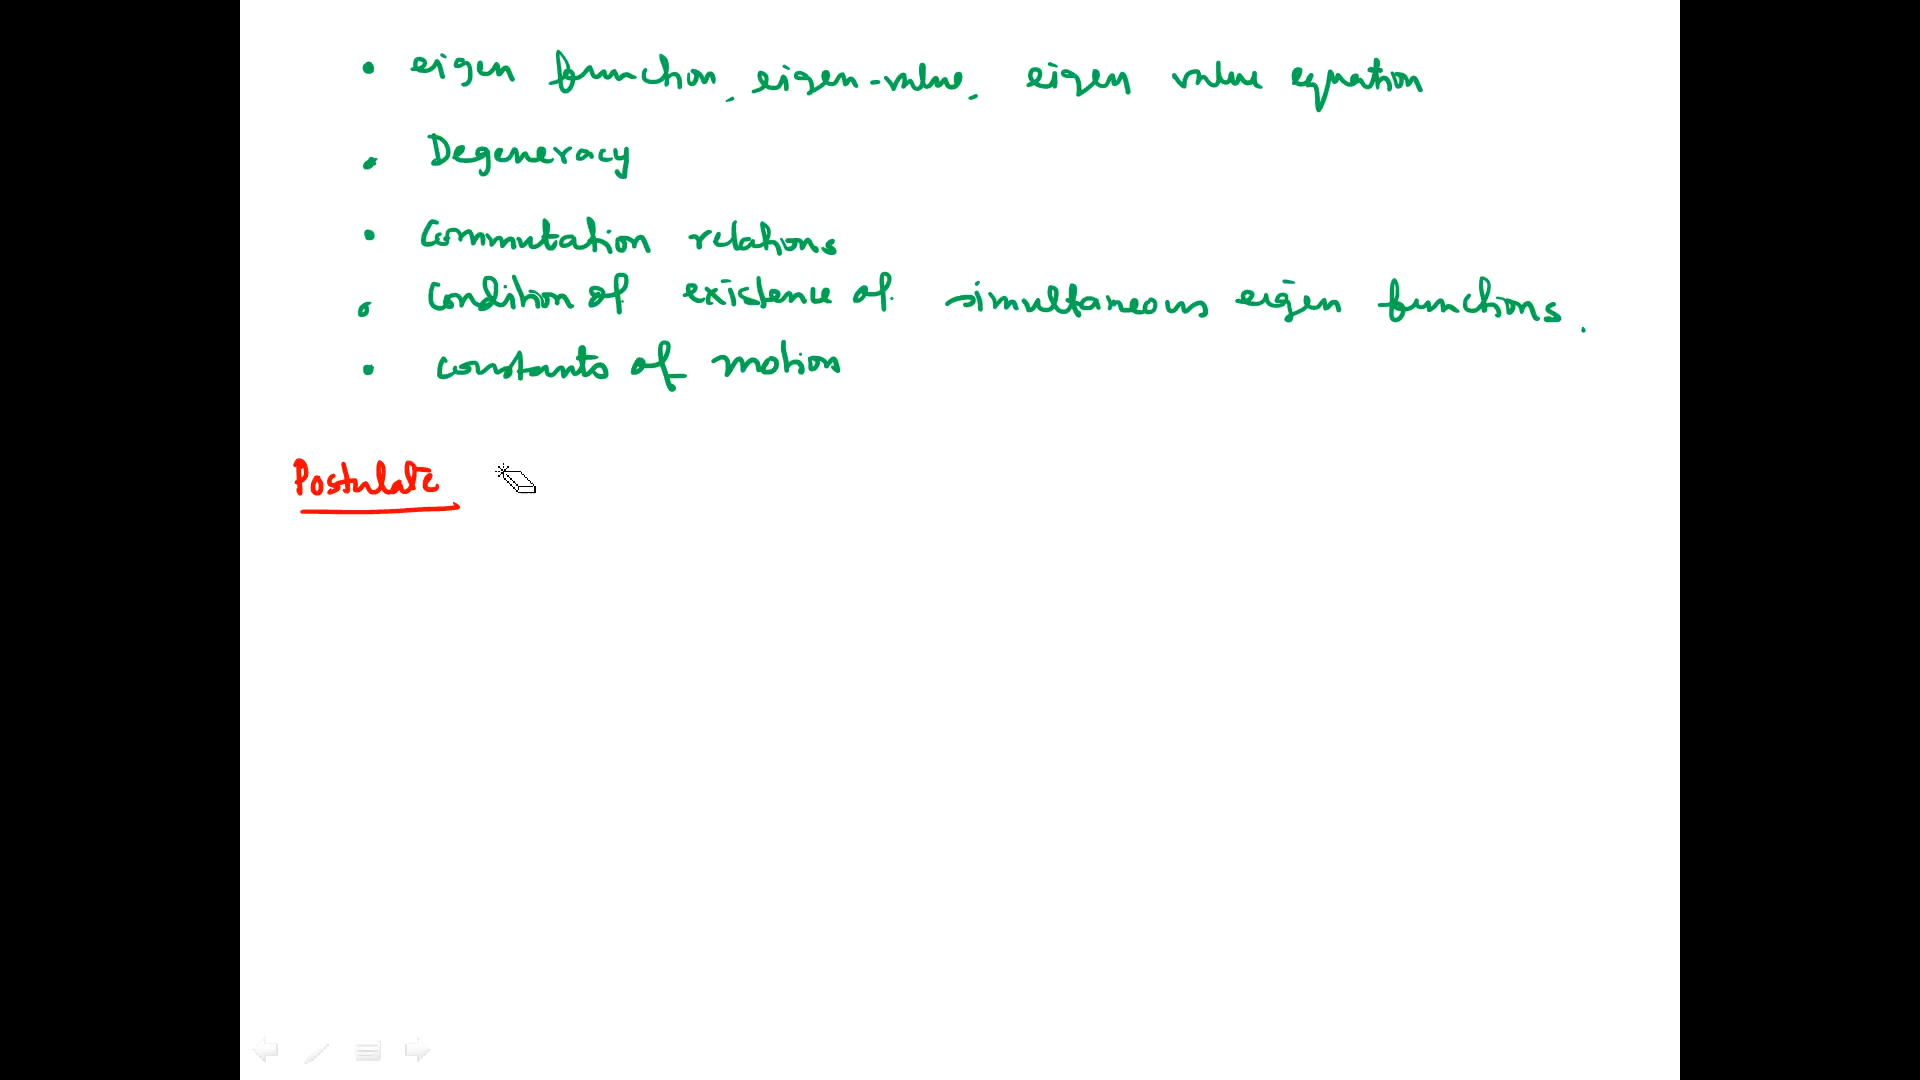 • eigen function, eigen-value, eigen value equation
• Degeneracy
• Commutation relations
• Condition of existence of simultaneous eigen functions.
• constants of motion
Postulate